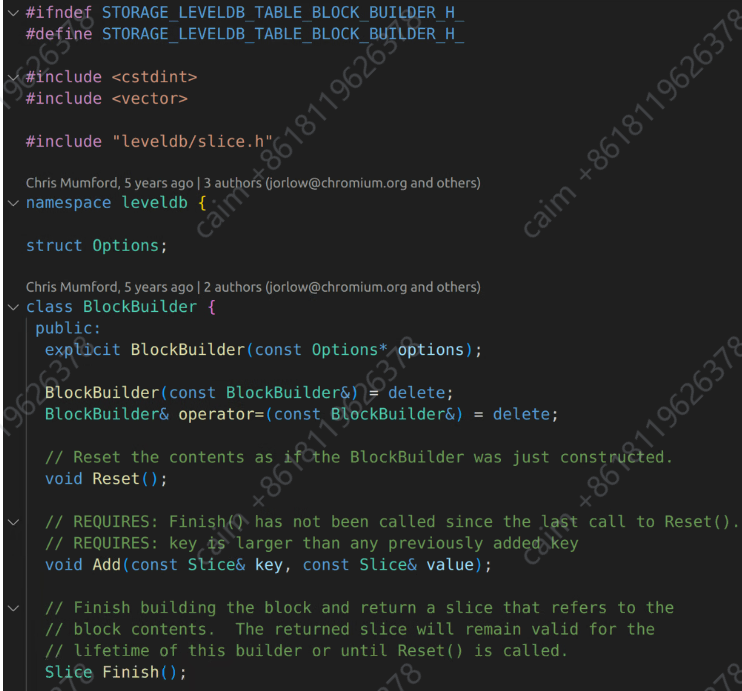 #ifndef STORAGE_LEVELDB_TABLE_BLOCK_BUILDER_H_
#define STORAGE_LEVELDB_TABLE_BLOCK_BUILDER_H_
#include <cstdint>
#include <vector>
#include "leveldb/slice.h"
Chris Mumford, 5 years ago | 3 authors (jorlow@chromium.org and others)
namespace leveldb {
struct Options;
Chris Mumford, 5 years ago | 2 authors (jorlow@chromium.org and others)
class BlockBuilder {
public:
explicit BlockBuilder(const Options* options);
BlockBuilder(const BlockBuilder&) = delete;
BlockBuilder& operator=(const BlockBuilder&) = delete;
// Reset the contents as if the BlockBuilder was just constructed.
void Reset();
// REQUIRES: Finish() has not been called since the last call to Reset().
// REQUIRES: key is larger than any previously added key
void Add(const Slice& key, const Slice& value);
// Finish building the block and return a slice that refers to the
// block contents.  The returned slice will remain valid for the
// lifetime of this builder or until Reset() is called.
Slice Finish();
caim +8618119626378
caim +8618119626378
caim +8618119626378
caim +8618119626378